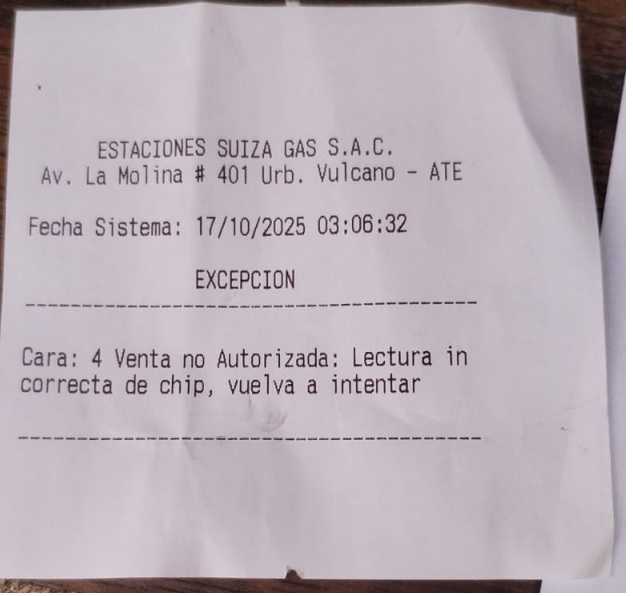 ESTACIONES SUIZA GAS S.A.C.
Av. La Molina # 401 Urb. Vulcano - ATE
Fecha Sistema: 17/10/2025 03:06:32
EXCEPCION
Cara: 4 Venta no Autorizada: Lectura in
correcta de chip, vuelva a intentar